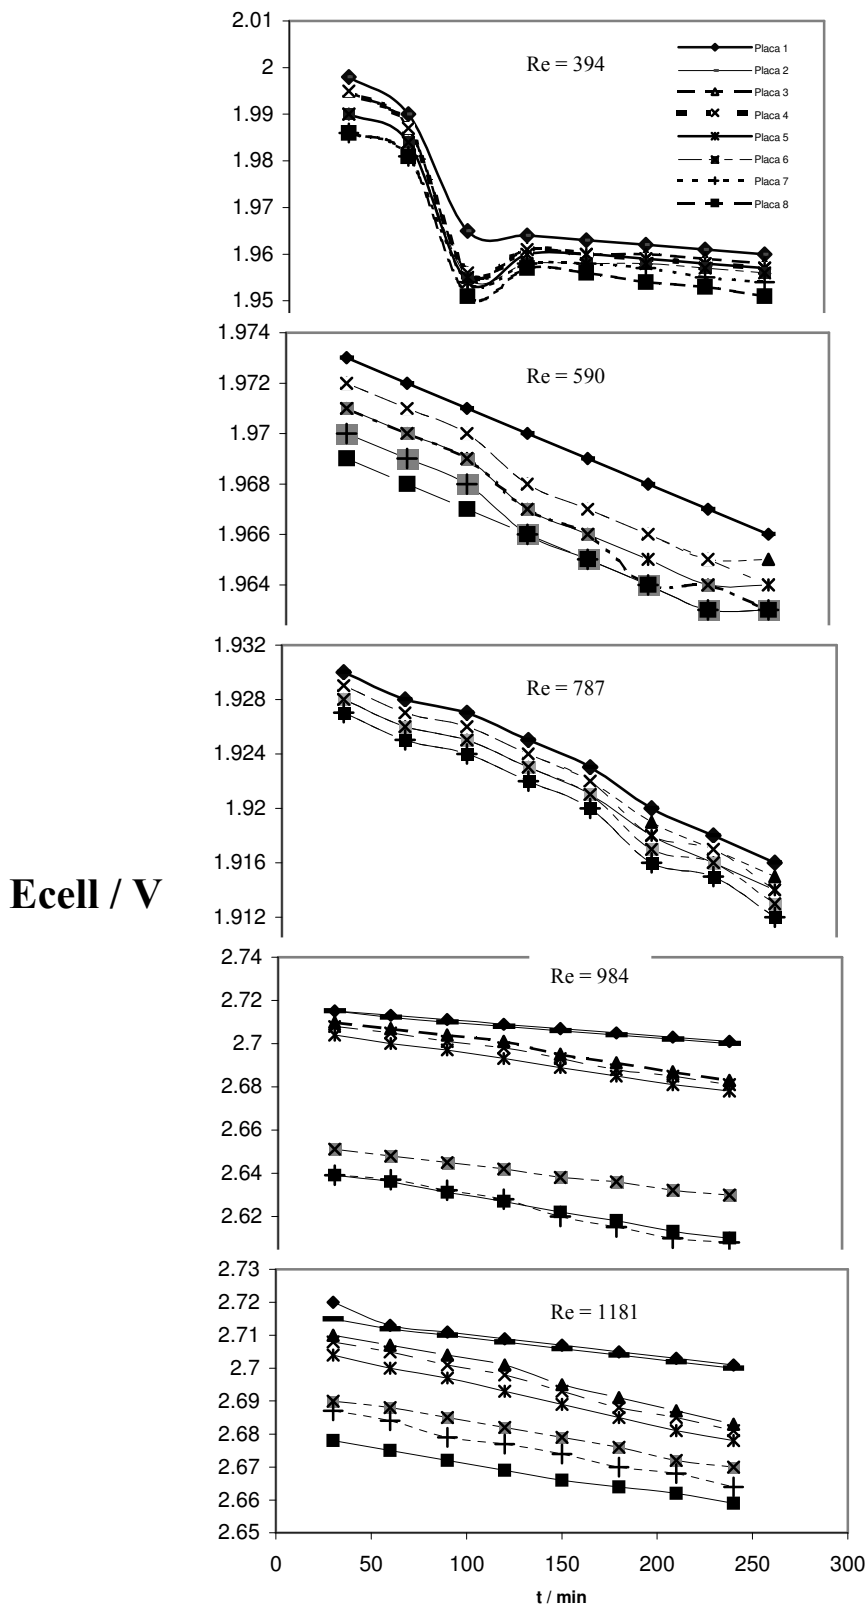 2.01
2
1.99
1.98
1.97
1.96
1.95
Re = 394
Placa 1
Placa 2
Placa 3
Placa 4
Placa 5
Placa 6
Placa 7
Placa 8
1.974
1.972
1.97
1.968
1.966
1.964
Re = 590
1.932
1.928
1.924
1.92
1.916
1.912
Re = 787
Ecell / V
2.74
2.72
2.7
2.68
2.66
2.64
2.62
Re = 984
2.73
2.72
2.71
2.7
2.69
2.68
2.67
2.66
2.65
Re = 1181
0 50 100 150 200 250 300
t / min